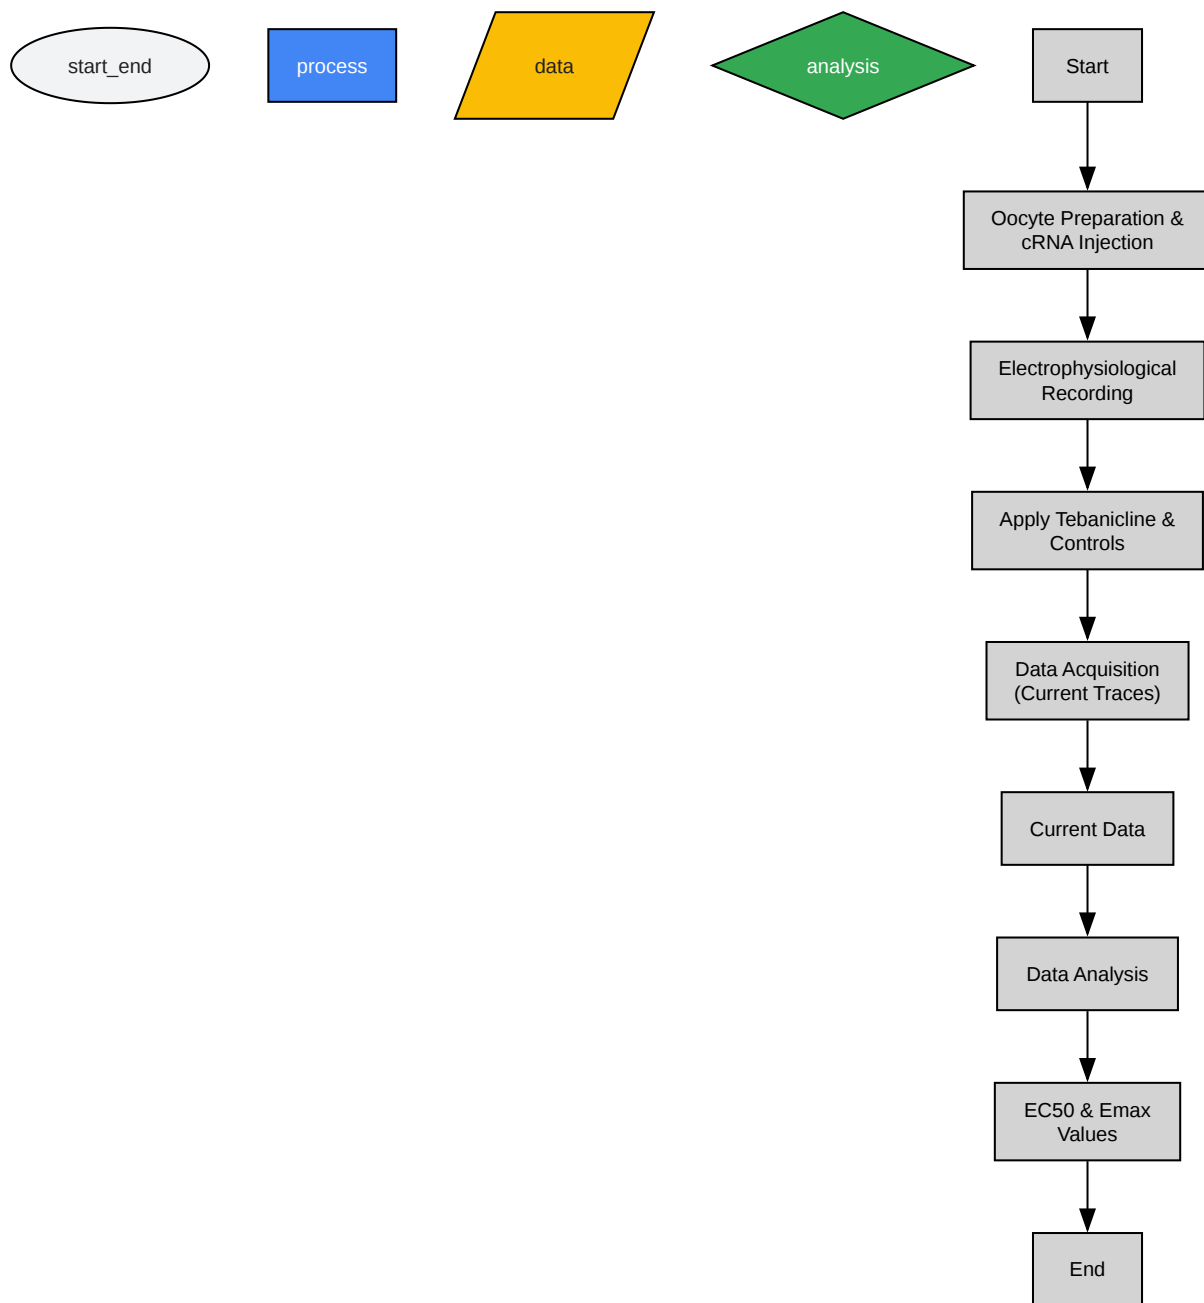 start_end
process
data
analysis
Start
Oocyte Preparation &
cRNA Injection
Electrophysiological
Recording
Apply Tebanicline &
Controls
Data Acquisition
(Current Traces)
Current Data
Data Analysis
EC50 & Emax
Values
End